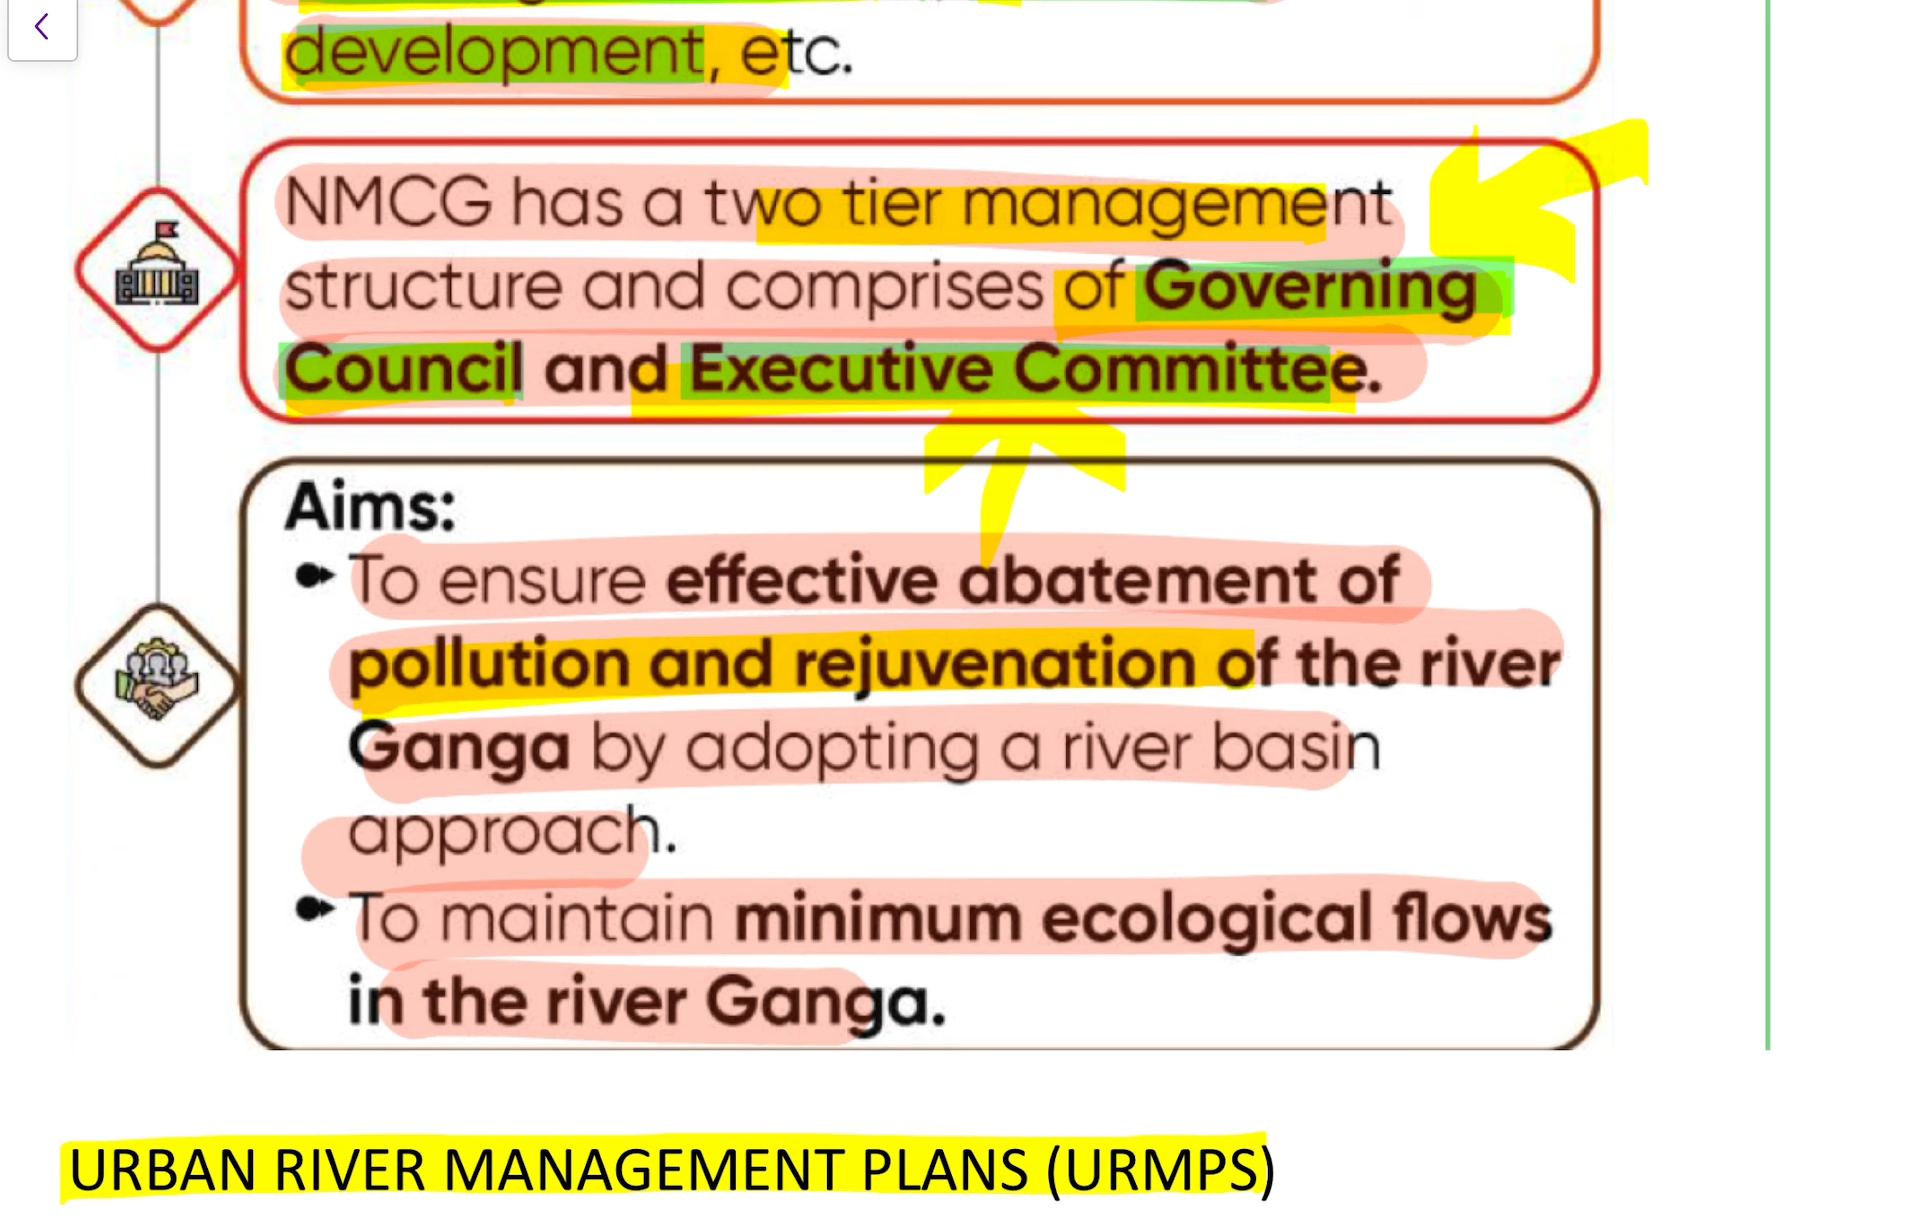 development, etc.
NMCG has a two tier management
structure and comprises of Governing
Council and Executive Committee.
Aims:
To ensure effective abatement of
pollution and rejuvenation of the river
Ganga by adopting a river basin
approach.
To maintain minimum ecological flows
in the river Ganga.
URBAN RIVER MANAGEMENT PLANS (URMPS)